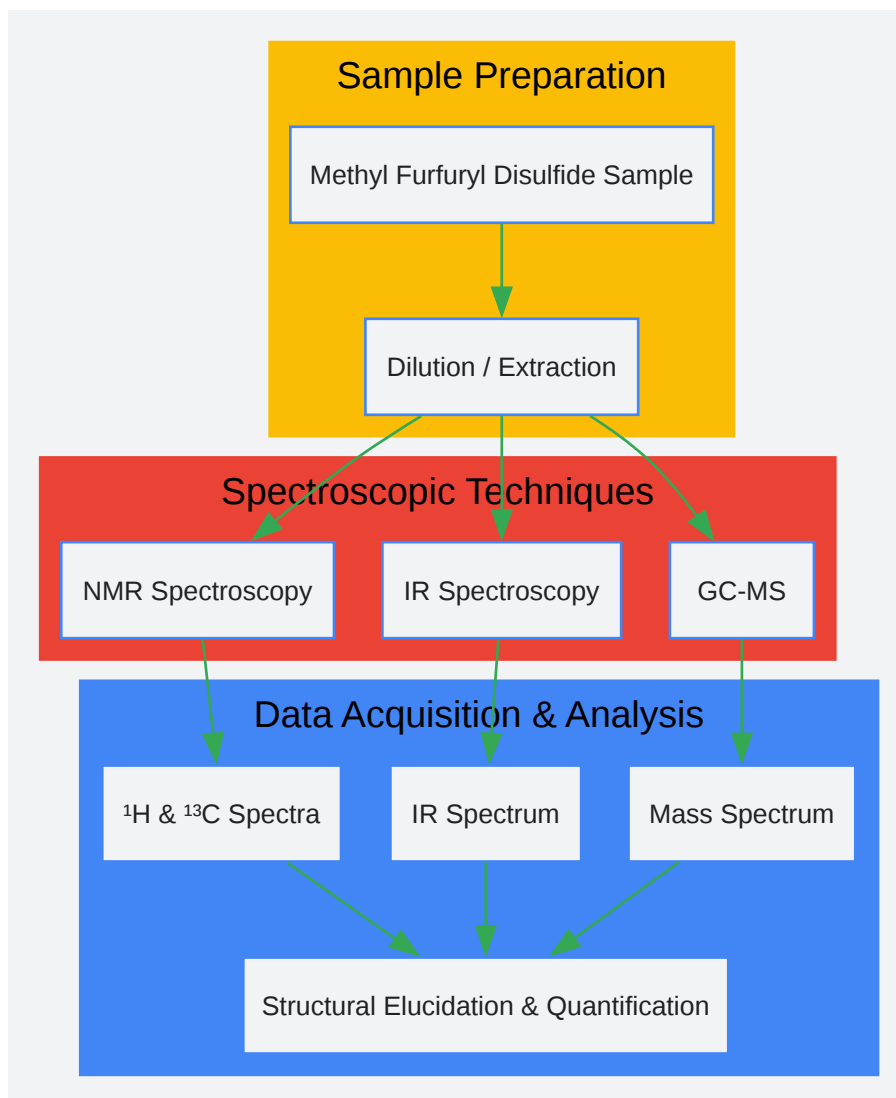 Sample Preparation
Methyl Furfuryl Disulfide Sample
Dilution / Extraction
Spectroscopic Techniques
NMR Spectroscopy
IR Spectroscopy
GC-MS
Data Acquisition & Analysis
¹H & ¹³C Spectra
IR Spectrum
Mass Spectrum
Structural Elucidation & Quantification